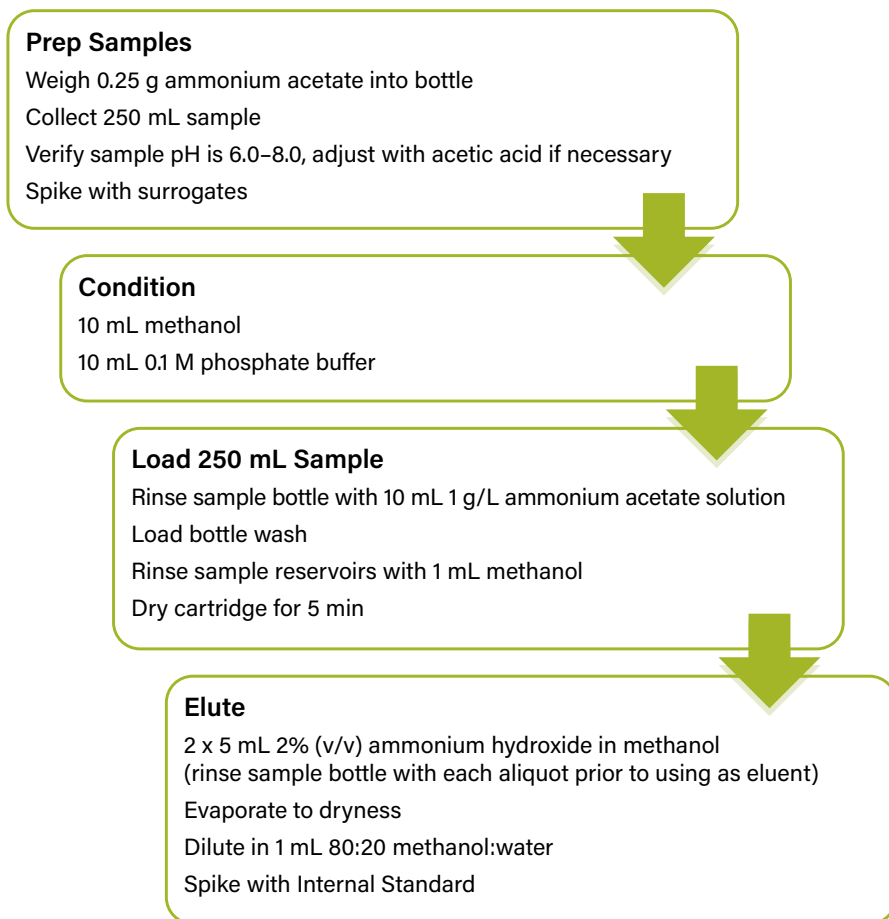 Prep Samples
Weigh 0.25 g ammonium acetate into bottle
Collect 250 mL sample
Verify sample pH is 6.0–8.0, adjust with acetic acid if necessary
Spike with surrogates
Condition
10 mL methanol
10 mL 0.1 M phosphate buffer
Load 250 mL Sample
Rinse sample bottle with 10 mL 1 g/L ammonium acetate solution
Load bottle wash
Rinse sample reservoirs with 1 mL methanol
Dry cartridge for 5 min
Elute
2 x 5 mL 2% (v/v) ammonium hydroxide in methanol
(rinse sample bottle with each aliquot prior to using as eluent)
Evaporate to dryness
Dilute in 1 mL 80:20 methanol:water
Spike with Internal Standard